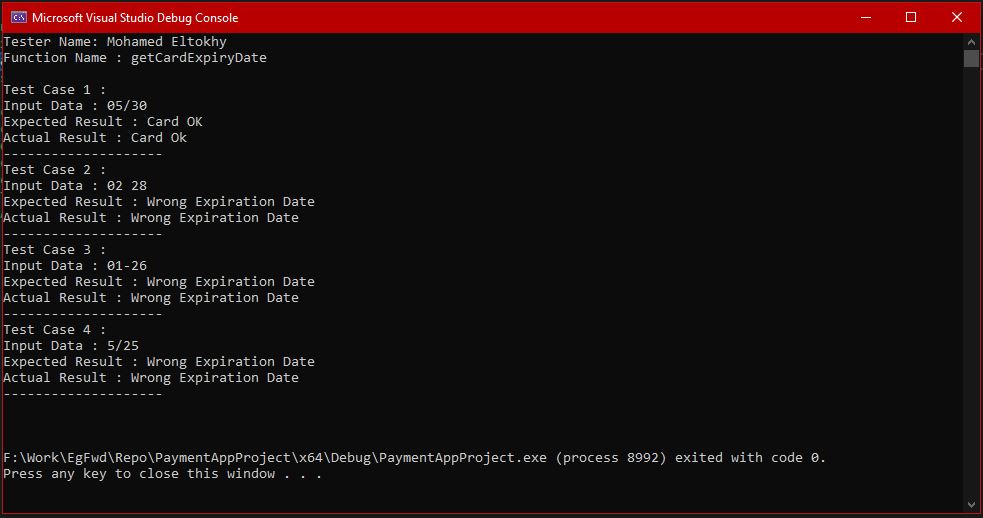 Microsoft Visual Studio Debug Console
Tester Name: Mohamed Eltokhy
Function Name : getCardExpiryDate
Test Case 1 :
Input Data : 05/30
Expected Result : Card OK
Actual Result : Card Ok
--------------------
Test Case 2 :
Input Data : 02 28
Expected Result : Wrong Expiration Date
Actual Result : Wrong Expiration Date
--------------------
Test Case 3 :
Input Data : 01-26
Expected Result : Wrong Expiration Date
Actual Result : Wrong Expiration Date
--------------------
Test Case 4 :
Input Data : 5/25
Expected Result : Wrong Expiration Date
Actual Result : Wrong Expiration Date
--------------------
F:\Work\EgFwd\Repo\PaymentAppProject\x64\Debug\PaymentAppProject.exe (process 8992) exited with code 0.
Press any key to close this window . . .